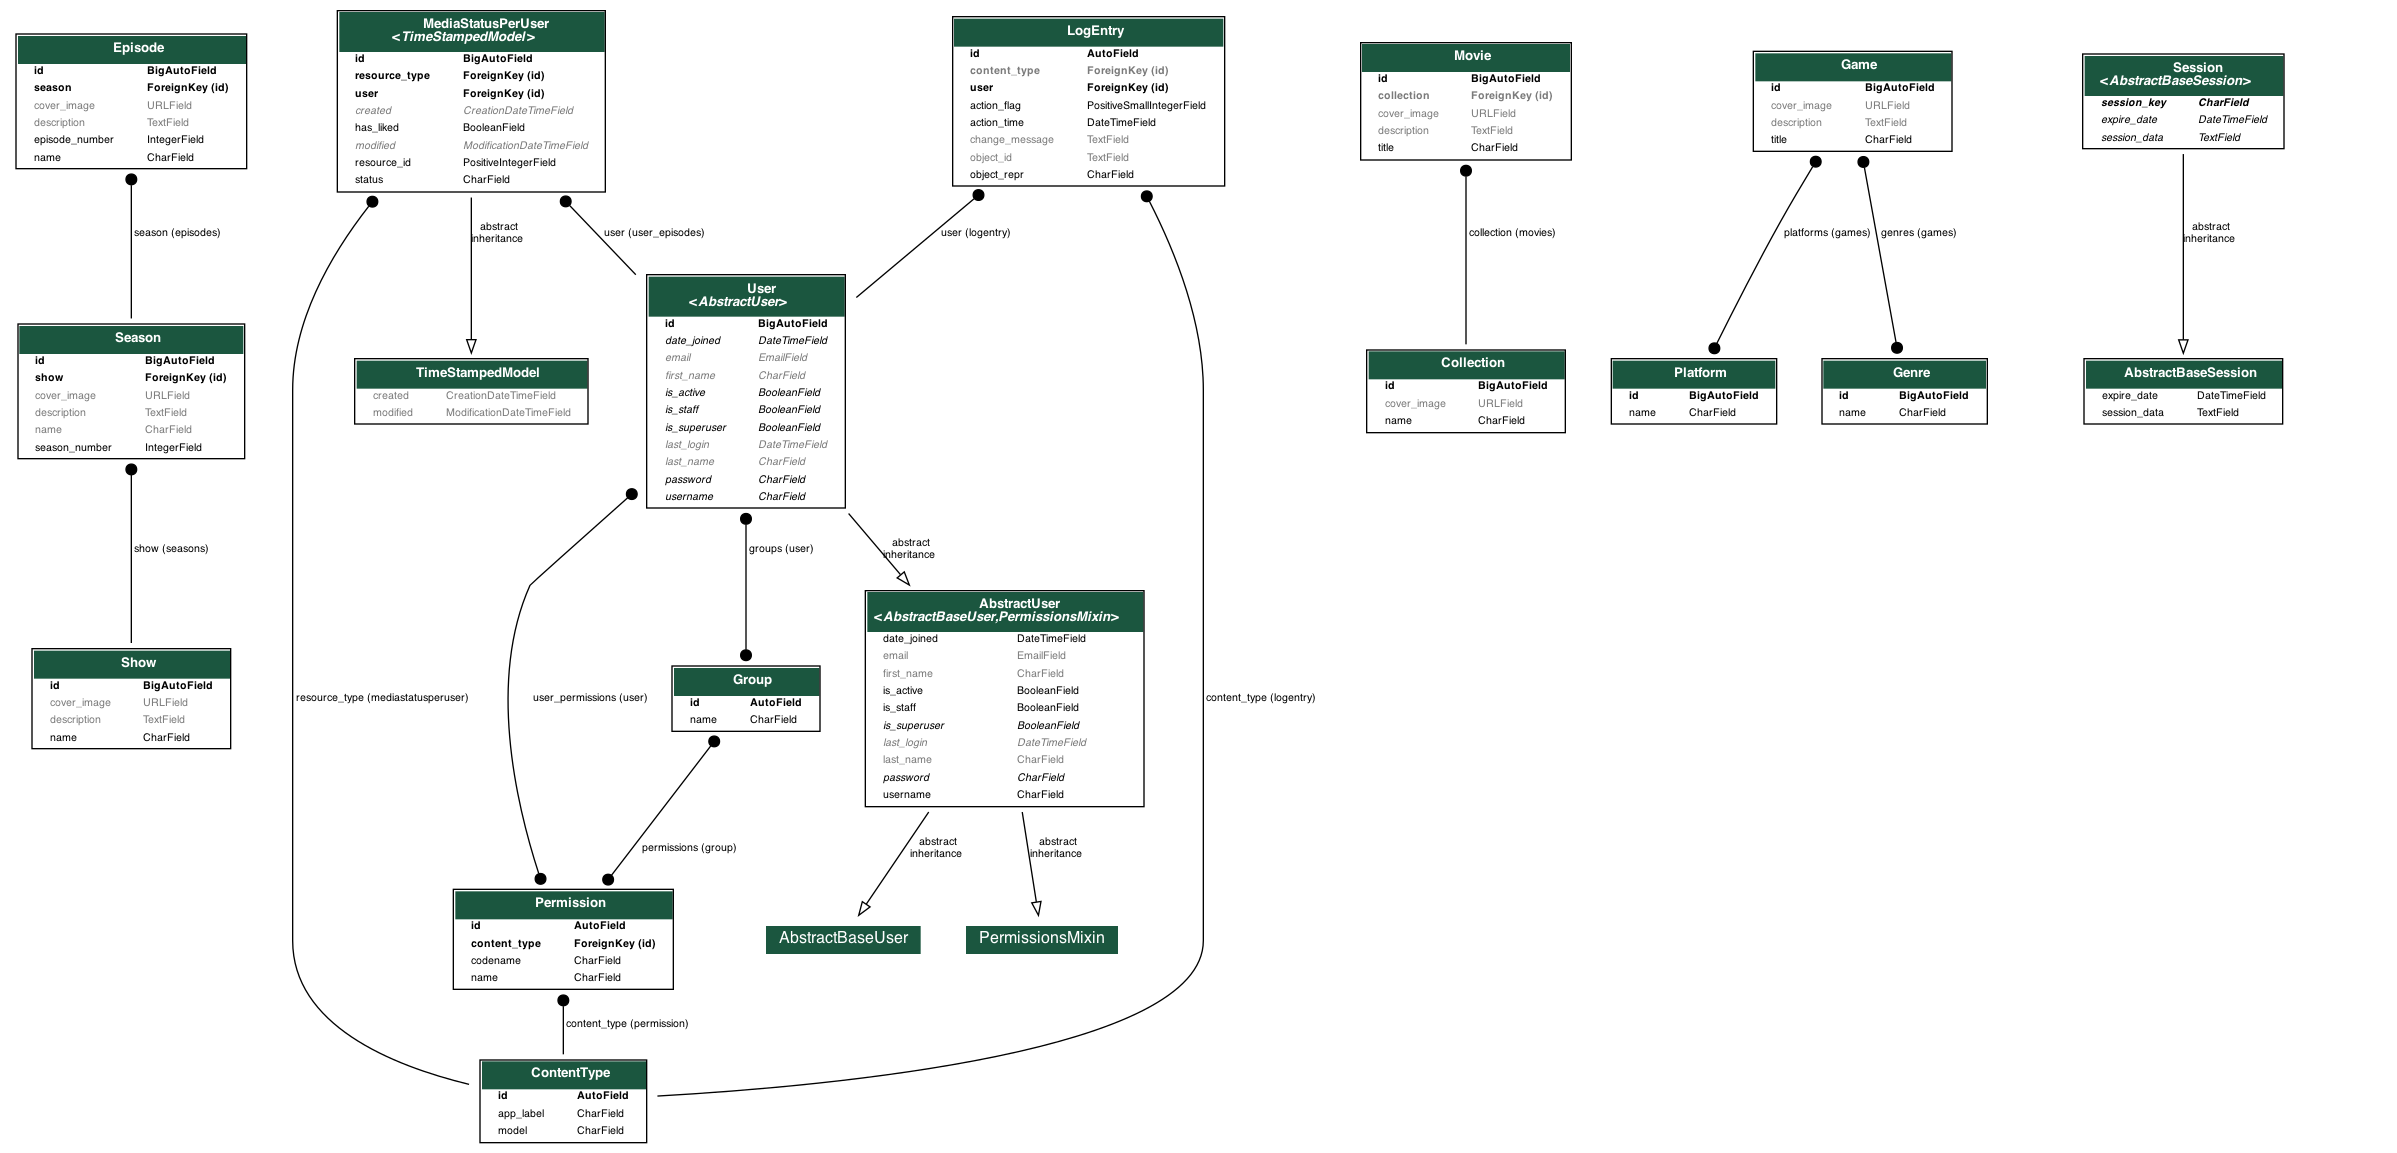 Episode
id BigAutoField
season ForeignKey (id)
cover_image URLField
description TextField
episode_number IntegerField
name CharField
season (episodes)
Season
id BigAutoField
show ForeignKey (id)
cover_image URLField
description TextField
name CharField
season_number IntegerField
show (seasons)
Show
id BigAutoField
cover_image URLField
description TextField
name CharField
MediaStatusPerUser
<TimeStampedModel>
id BigAutoField
resource_type ForeignKey (id)
user ForeignKey (id)
created CreationDateTimeField
has_liked BooleanField
modified ModificationDateTimeField
resource_id PositiveIntegerField
status CharField
abstract
inheritance
user (user_episodes)
TimeStampedModel
created CreationDateTimeField
modified ModificationDateTimeField
resource_type (mediastatusperuser)
LogEntry
id AutoField
content_type ForeignKey (id)
user ForeignKey (id)
action_flag PositiveSmallIntegerField
action_time DateTimeField
change_message TextField
object_id TextField
object_repr CharField
user (logentry)
content_type (logentry)
User
<AbstractUser>
id BigAutoField
date_joined DateTimeField
email EmailField
first_name CharField
is_active BooleanField
is_staff BooleanField
is_superuser BooleanField
last_login DateTimeField
last_name CharField
password CharField
username CharField
groups (user)
abstract
inheritance
user_permissions (user)
Group
id AutoField
name CharField
permissions (group)
AbstractUser
<AbstractBaseUser,PermissionsMixin>
date_joined DateTimeField
email EmailField
first_name CharField
is_active BooleanField
is_staff BooleanField
is_superuser BooleanField
last_login DateTimeField
last_name CharField
password CharField
username CharField
abstract
inheritance
abstract
inheritance
AbstractBaseUser
PermissionsMixin
Permission
id AutoField
content_type ForeignKey (id)
codename CharField
name CharField
content_type (permission)
ContentType
id AutoField
app_label CharField
model CharField
Movie
id BigAutoField
collection ForeignKey (id)
cover_image URLField
description TextField
title CharField
collection (movies)
Collection
id BigAutoField
cover_image URLField
name CharField
Game
id BigAutoField
cover_image URLField
description TextField
title CharField
platforms (games)
genres (games)
Platform
id BigAutoField
name CharField
Genre
id BigAutoField
name CharField
Session
<AbstractBaseSession>
session_key CharField
expire_date DateTimeField
session_data TextField
abstract
inheritance
AbstractBaseSession
expire_date DateTimeField
session_data TextField